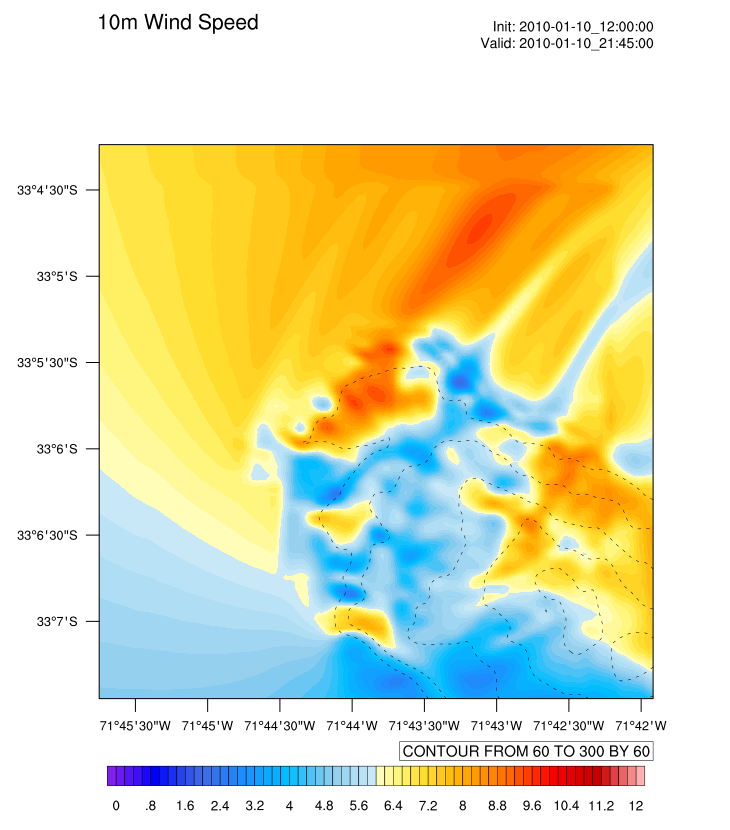 10m Wind Speed
Init: 2010-01-10_12:00:00
Valid: 2010-01-10_21:45:00
33°4'30"S
33°5'S
33°5'30"S
33°6'S
33°6'30"S
33°7'S
71°45'30"W 71°45'W 71°44'30"W 71°44'W 71°43'30"W 71°43'W 71°42'30"W 71°42'W
CONTOUR FROM 60 TO 300 BY 60
0 .8 1.6 2.4 3.2 4 4.8 5.6 6.4 7.2 8 8.8 9.6 10.4 11.2 12